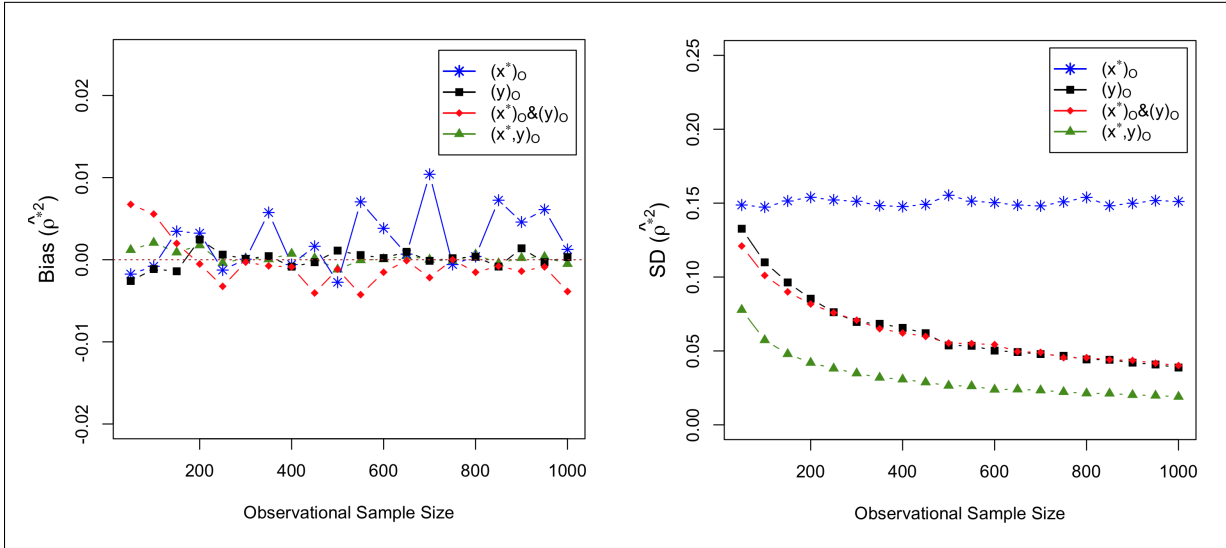 Bias (ρ̂*²)
0.02
0.01
0.00
-0.01
-0.02
200 400 600 800 1000
Observational Sample Size
(x*)O
(y)O
(x*)O&(y)O
(x*,y)O
SD (ρ̂*²)
0.25
0.20
0.15
0.10
0.05
0.00
200 400 600 800 1000
Observational Sample Size
(x*)O
(y)O
(x*)O&(y)O
(x*,y)O